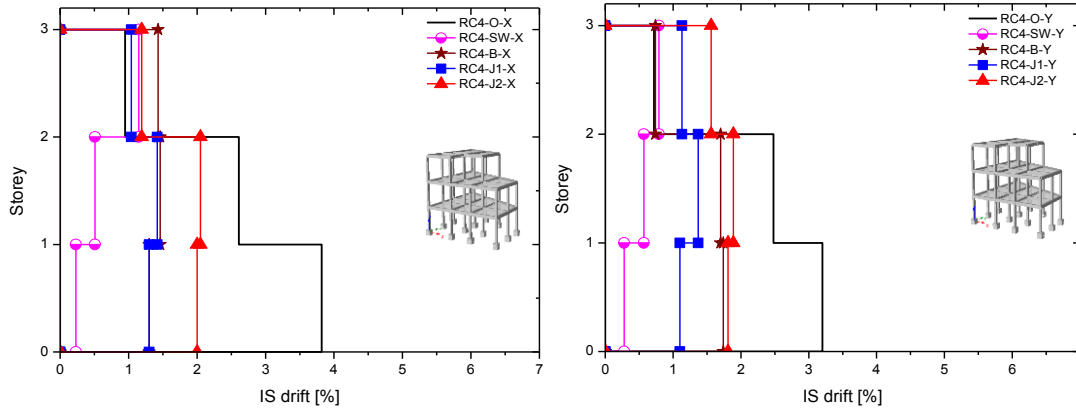 3
2
1
0
Storey
0 1 2 3 4 5 6 7
IS drift [%]
RC4-O-X
RC4-SW-X
RC4-B-X
RC4-J1-X
RC4-J2-X
3
2
1
0
Storey
0 1 2 3 4 5 6
IS drift [%]
RC4-O-Y
RC4-SW-Y
RC4-B-Y
RC4-J1-Y
RC4-J2-Y